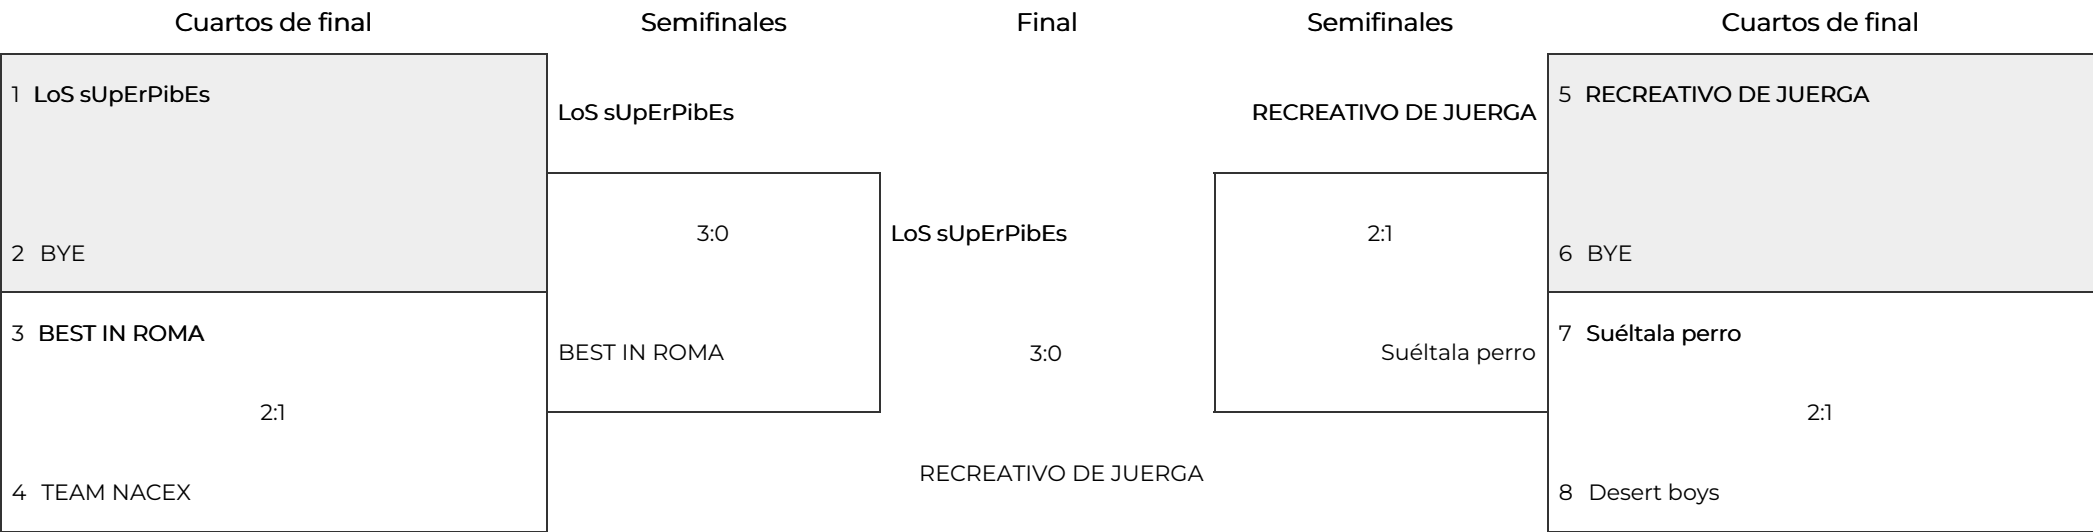 Cuartos de final
Semifinales
Final
Semifinales
Cuartos de final
1 LoS sUpErPibEs
2 BYE
3 BEST IN ROMA
2:1
4 TEAM NACEX
LoS sUpErPibEs
3:0
BEST IN ROMA
LoS sUpErPibEs
3:0
RECREATIVO DE JUERGA
RECREATIVO DE JUERGA
2:1
Suéltala perro
5 RECREATIVO DE JUERGA
6 BYE
7 Suéltala perro
2:1
8 Desert boys